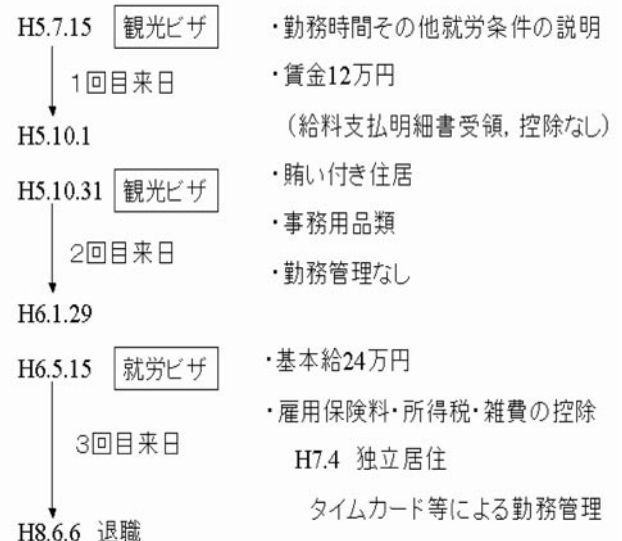 H5.7.15 観光ビザ ・勤務時間その他就労条件の説明
1回目来日 ・賃金12万円
H5.10.1 （給料支払明細書受領, 控除なし）
H5.10.31 観光ビザ ・賄い付き住居
2回目来日 ・事務用品類
・勤務管理なし
H6.1.29
H6.5.15 就労ビザ ・基本給24万円
・雇用保険料・所得税・雑費の控除
3回目来日 H7.4 独立居住
タイムカード等による勤務管理
H8.6.6 退職